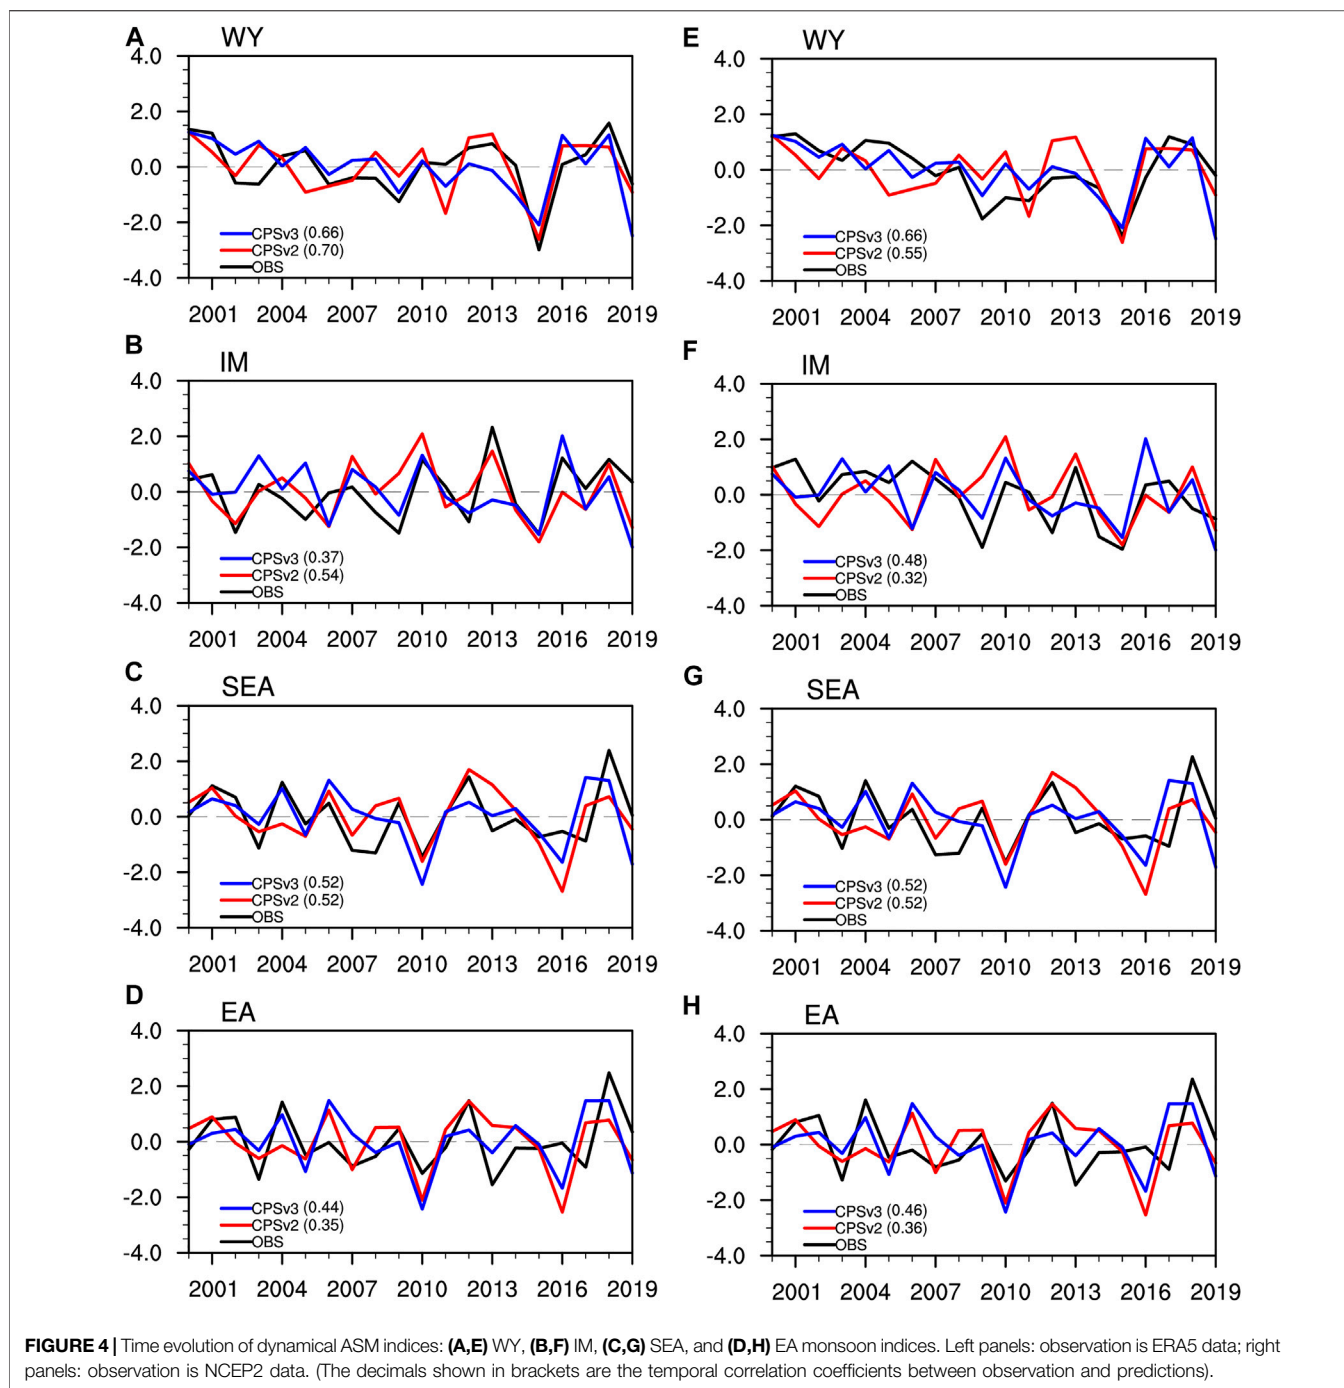 A WY
4.0
2.0
0.0
-2.0
-4.0
CPSv3 (0.66)
CPSv2 (0.70)
OBS
2001 2004 2007 2010 2013 2016 2019
E WY
4.0
2.0
0.0
-2.0
-4.0
CPSv3 (0.66)
CPSv2 (0.55)
OBS
2001 2004 2007 2010 2013 2016 2019
B IM
4.0
2.0
0.0
-2.0
-4.0
CPSv3 (0.37)
CPSv2 (0.54)
OBS
2001 2004 2007 2010 2013 2016 2019
F IM
4.0
2.0
0.0
-2.0
-4.0
CPSv3 (0.48)
CPSv2 (0.32)
OBS
2001 2004 2007 2010 2013 2016 2019
C SEA
4.0
2.0
0.0
-2.0
-4.0
CPSv3 (0.52)
CPSv2 (0.52)
OBS
2001 2004 2007 2010 2013 2016 2019
G SEA
4.0
2.0
0.0
-2.0
-4.0
CPSv3 (0.52)
CPSv2 (0.52)
OBS
2001 2004 2007 2010 2013 2016 2019
D EA
4.0
2.0
0.0
-2.0
-4.0
CPSv3 (0.44)
CPSv2 (0.35)
OBS
2001 2004 2007 2010 2013 2016 2019
H EA
4.0
2.0
0.0
-2.0
-4.0
CPSv3 (0.46)
CPSv2 (0.36)
OBS
2001 2004 2007 2010 2013 2016 2019
FIGURE 4 | Time evolution of dynamical ASM indices: (A,E) WY, (B,F) IM, (C,G) SEA, and (D,H) EA monsoon indices. Left panels: observation is ERA5 data; right
panels: observation is NCEP2 data. (The decimals shown in brackets are the temporal correlation coefficients between observation and predictions).